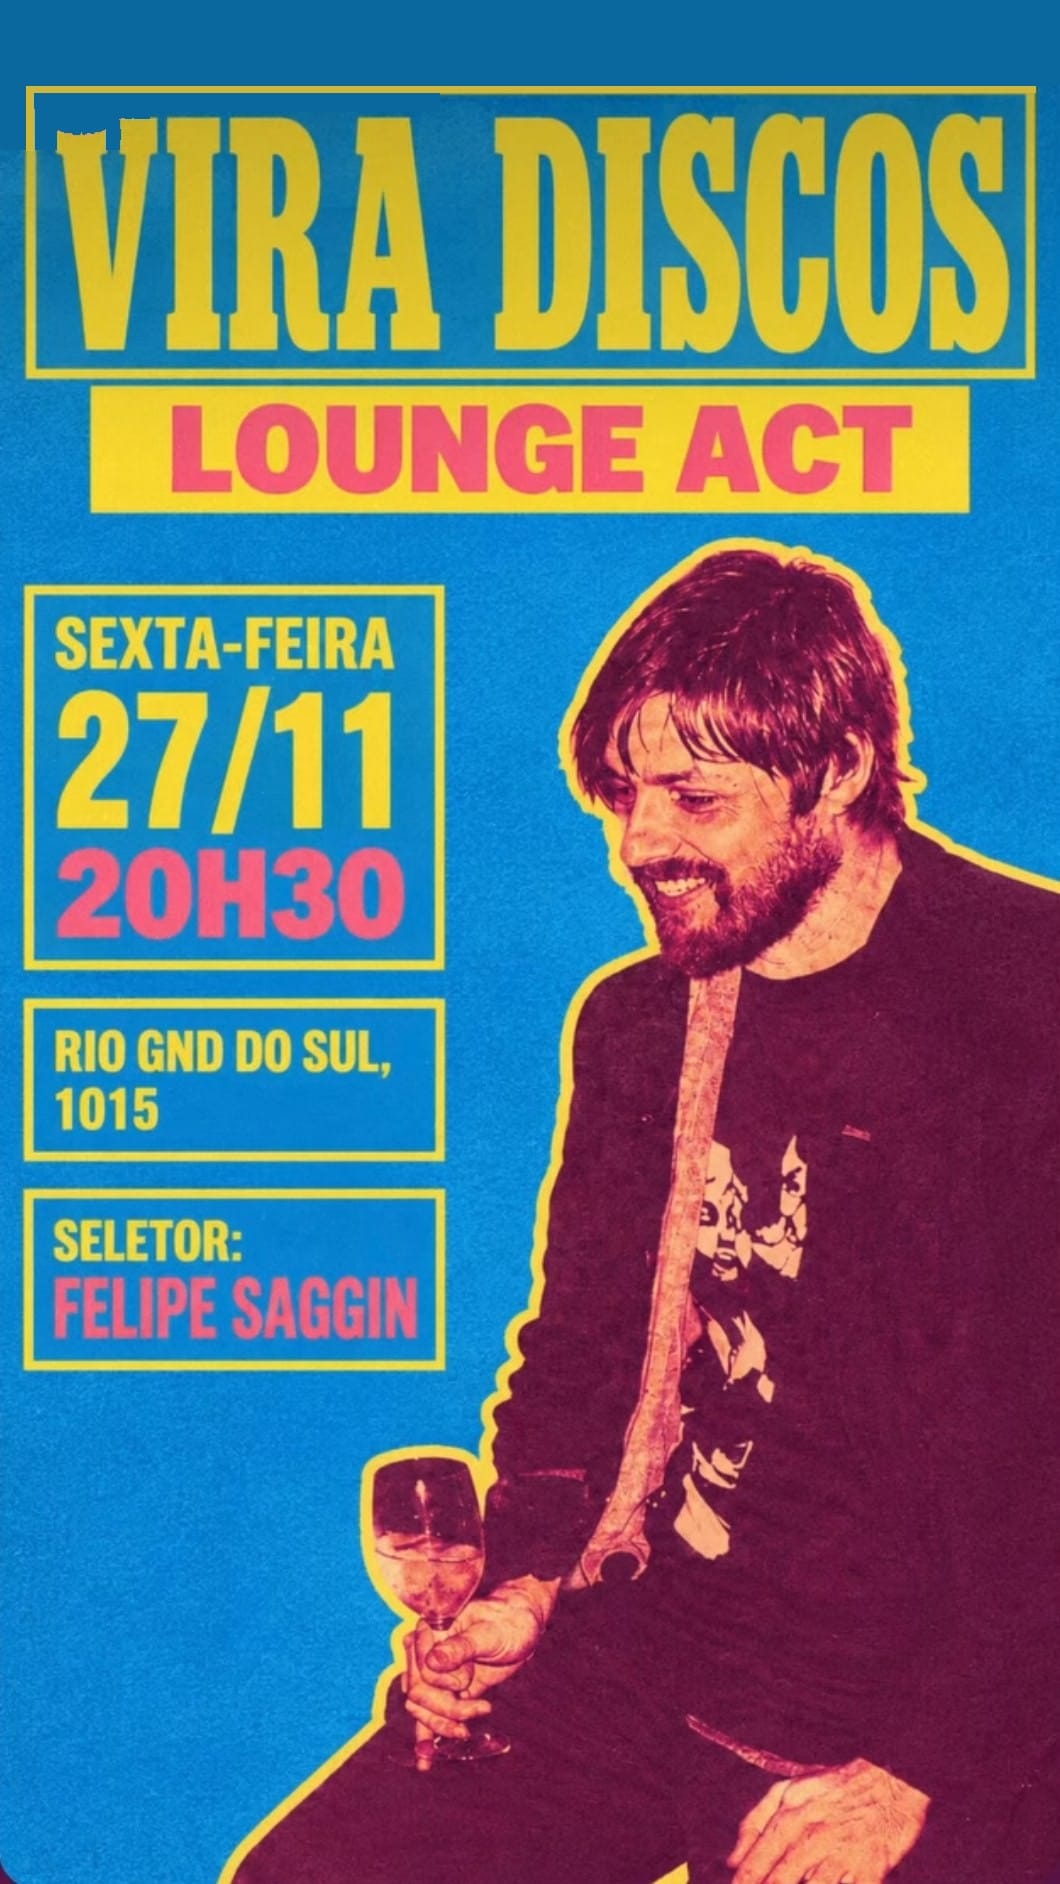 VIRA DISCOS
LOUNGE ACT
SEXTA-FEIRA
27/11
20H30
RIO GND DO SUL,
1015
SELETOR:
FELIPE SAGGIN